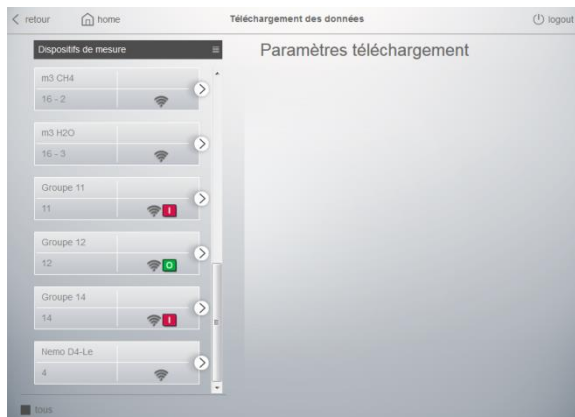 retour home Téléchargement des données logout
Dispositifs de mesure
Paramètres téléchargement
m3 CH4
16 - 2
m3 H2O
16 - 3
Groupe 11
11 I
Groupe 12
12 O
Groupe 14
14 I
Nemo D4-Le
4
tous